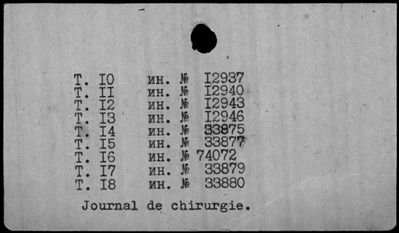 Т. I0 ин. № I2937
Т. II ин. № I2940
Т. I2 ин. № I2943
Т. I3 ин. № I2946
Т. I4 ин. № 33875
Т. I5 ин. № 33877
Т. I6 ин. № 74072
Т. I7 ин. № 33879
Т. I8 ин. № 33880
Journal de chirurgie.